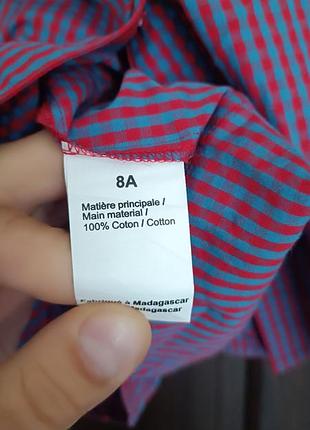 8A
Matière principale /
Main material /
100% Coton / Cotton
Fabriqué à Madagascar
Madagascar